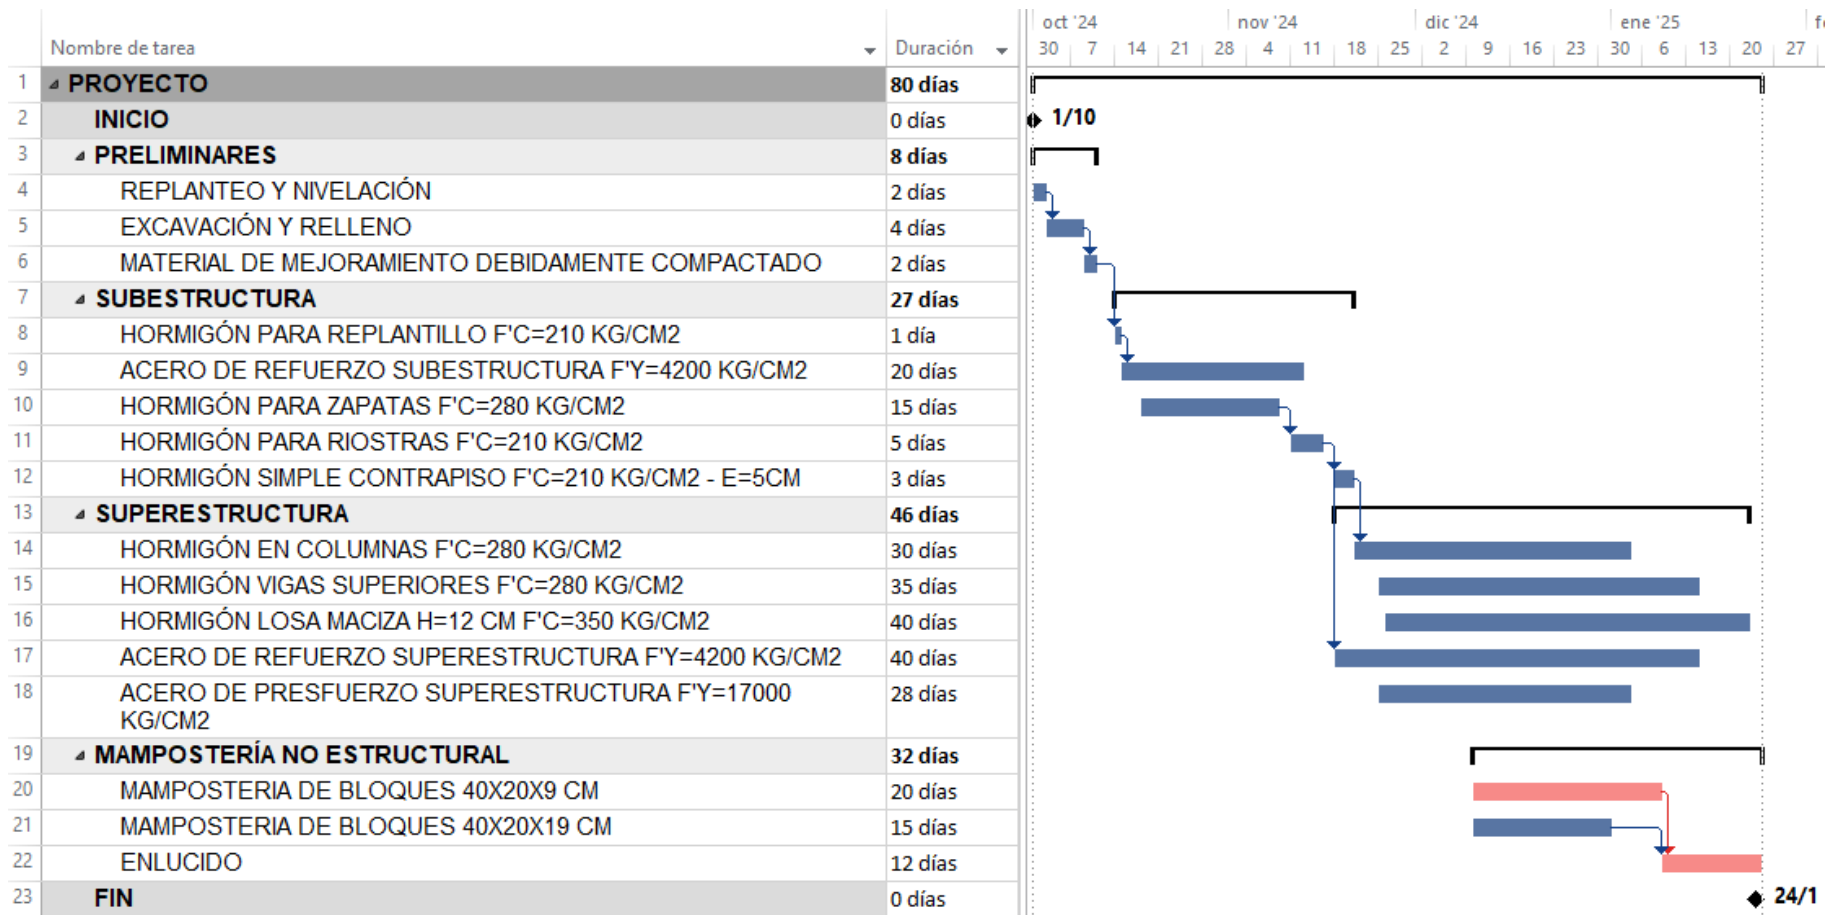 oct '24 nov '24 dic '24 ene '25 f
Nombre de tarea Duración 30 7 14 21 28 4 11 18 25 2 9 16 23 30 6 13 20 27
1 PROYECTO 80 días
2 INICIO 0 días 1/10
3 PRELIMINARES 8 días
4 REPLANTEO Y NIVELACIÓN 2 días
5 EXCAVACIÓN Y RELLENO 4 días
6 MATERIAL DE MEJORAMIENTO DEBIDAMENTE COMPACTADO 2 días
7 SUBESTRUCTURA 27 días
8 HORMIGÓN PARA REPLANTILLO F'C=210 KG/CM2 1 día
9 ACERO DE REFUERZO SUBESTRUCTURA F'Y=4200 KG/CM2 20 días
10 HORMIGÓN PARA ZAPATAS F'C=280 KG/CM2 15 días
11 HORMIGÓN PARA RIOSTRAS F'C=210 KG/CM2 5 días
12 HORMIGÓN SIMPLE CONTRAPISO F'C=210 KG/CM2 - E=5CM 3 días
13 SUPERESTRUCTURA 46 días
14 HORMIGÓN EN COLUMNAS F'C=280 KG/CM2 30 días
15 HORMIGÓN VIGAS SUPERIORES F'C=280 KG/CM2 35 días
16 HORMIGÓN LOSA MACIZA H=12 CM F'C=350 KG/CM2 40 días
17 ACERO DE REFUERZO SUPERESTRUCTURA F'Y=4200 KG/CM2 40 días
18 ACERO DE PRESFUERZO SUPERESTRUCTURA F'Y=17000 28 días
KG/CM2
19 MAMPOSTERÍA NO ESTRUCTURAL 32 días
20 MAMPOSTERIA DE BLOQUES 40X20X9 CM 20 días
21 MAMPOSTERIA DE BLOQUES 40X20X19 CM 15 días
22 ENLUCIDO 12 días
23 FIN 0 días 24/1